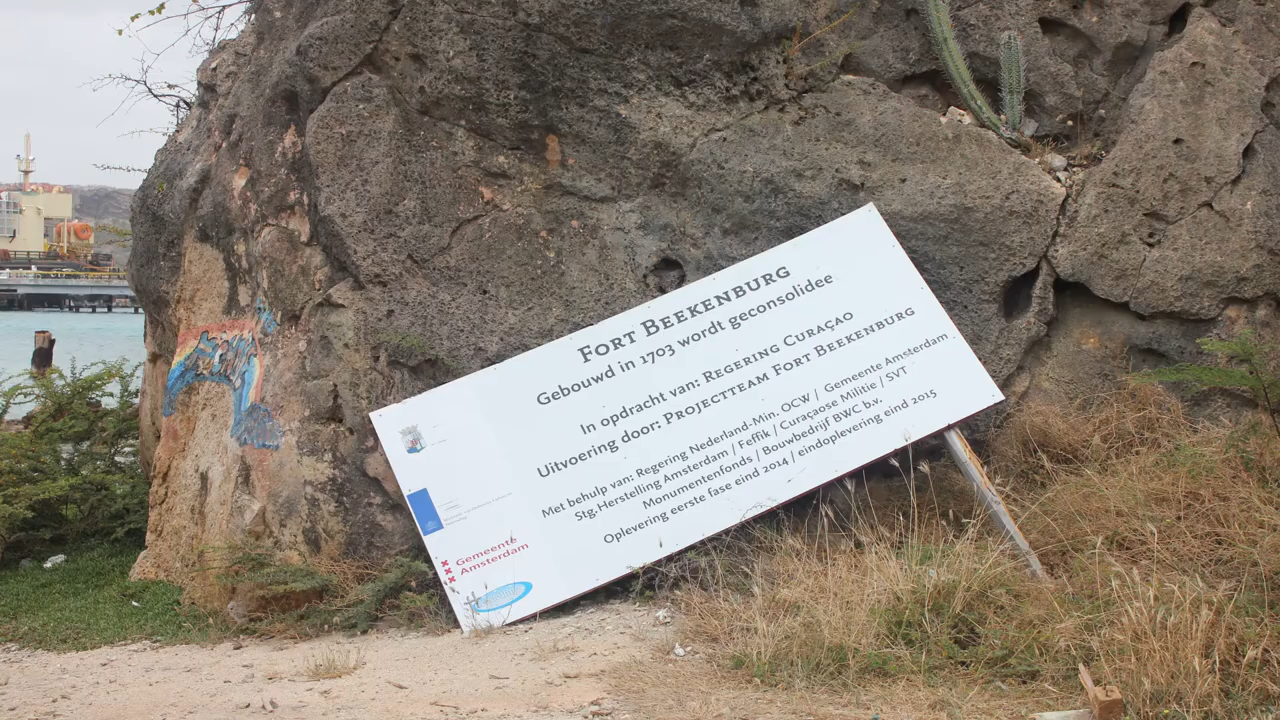 FORT BEEKENBURG
Gebouwd in 1703 wordt geconsolidee
In opdracht van: REGERING CURAÇAO
Uitvoering door: PROJECTTEAM FORT BEEKENBURG
Met behulp van: Regering Nederland-Min. OCW / Gemeente Amsterdam
Stg.Herstelling Amsterdam / Feffik / Curaçaose Militie / SVT
Monumentenfonds / Bouwbedrijf BWC b.v.
Oplevering eerste fase eind 2014 / eindoplevering eind 2015
Gemeente
Amsterdam